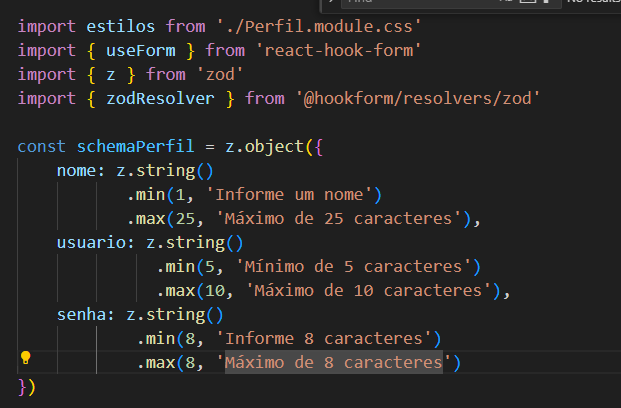 Find
No results
import estilos from './Perfil.module.css'
import { useForm } from 'react-hook-form'
import { z } from 'zod'
import { zodResolver } from '@hookform/resolvers/zod'
const schemaPerfil = z.object({
nome: z.string()
.min(1, 'Informe um nome')
.max(25, 'Máximo de 25 caracteres'),
usuario: z.string()
.min(5, 'Mínimo de 5 caracteres')
.max(10, 'Máximo de 10 caracteres'),
senha: z.string()
.min(8, 'Informe 8 caracteres')
.max(8, 'Máximo de 8 caracteres')
})